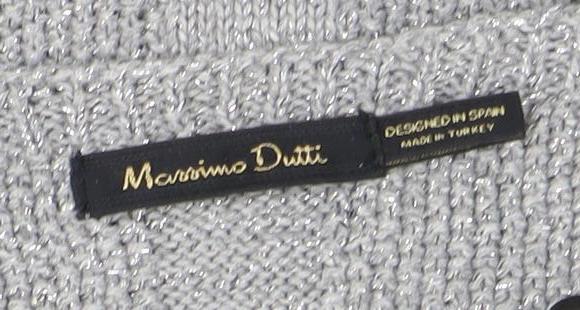 Massimo Dutti
DESIGNED IN SPAIN
MADE IN TURKEY